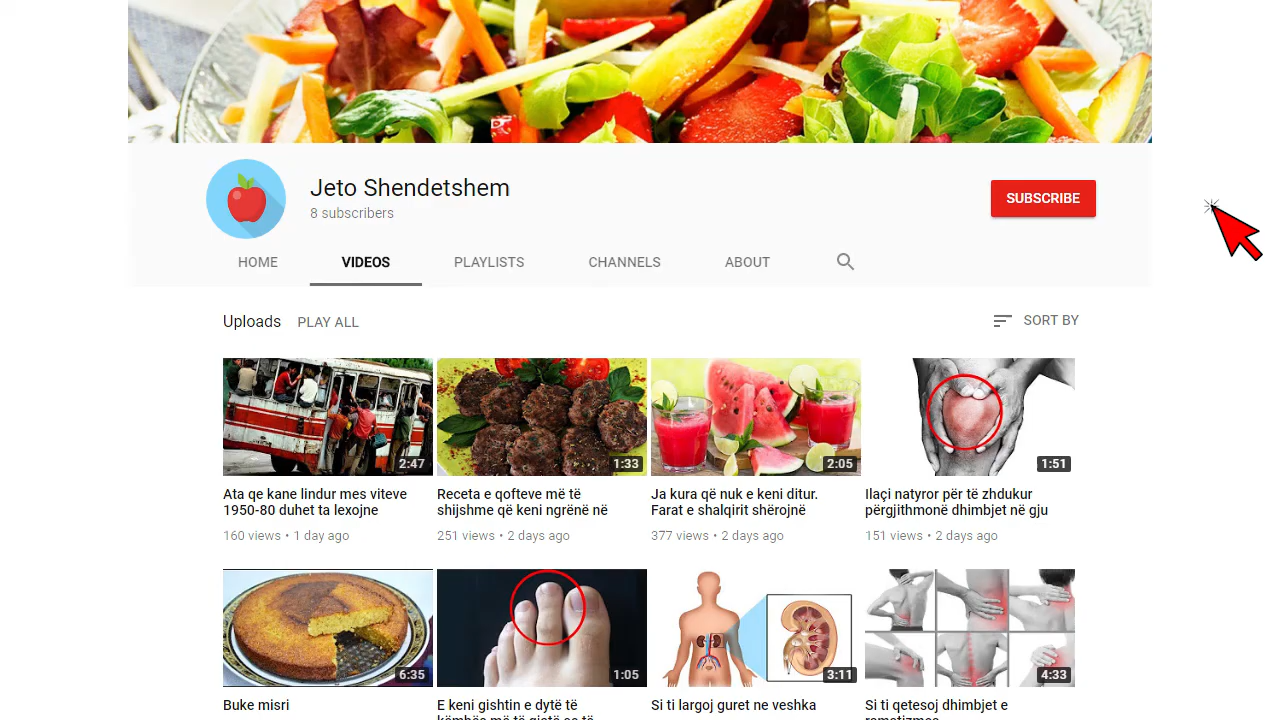 Jeto Shendetshem
8 subscribers
SUBSCRIBE
HOME VIDEOS PLAYLISTS CHANNELS ABOUT
Uploads PLAY ALL SORT BY
2:47 1:33 2:05 1:51
Ata qe kane lindur mes viteve
1950-80 duhet ta lexojne
160 views • 1 day ago
Receta e qofteve më të
shijshme që keni ngrënë në
251 views • 2 days ago
Ja kura që nuk e keni ditur.
Farat e shalqirit shërojnë
377 views • 2 days ago
Ilaçi natyror për të zhdukur
përgjithmonë dhimbjet në gju
151 views • 2 days ago
6:35 1:05 3:11 4:33
Buke misri
E keni gishtin e dytë të
Si ti largoj guret ne veshka
Si ti qetesoj dhimbjet e